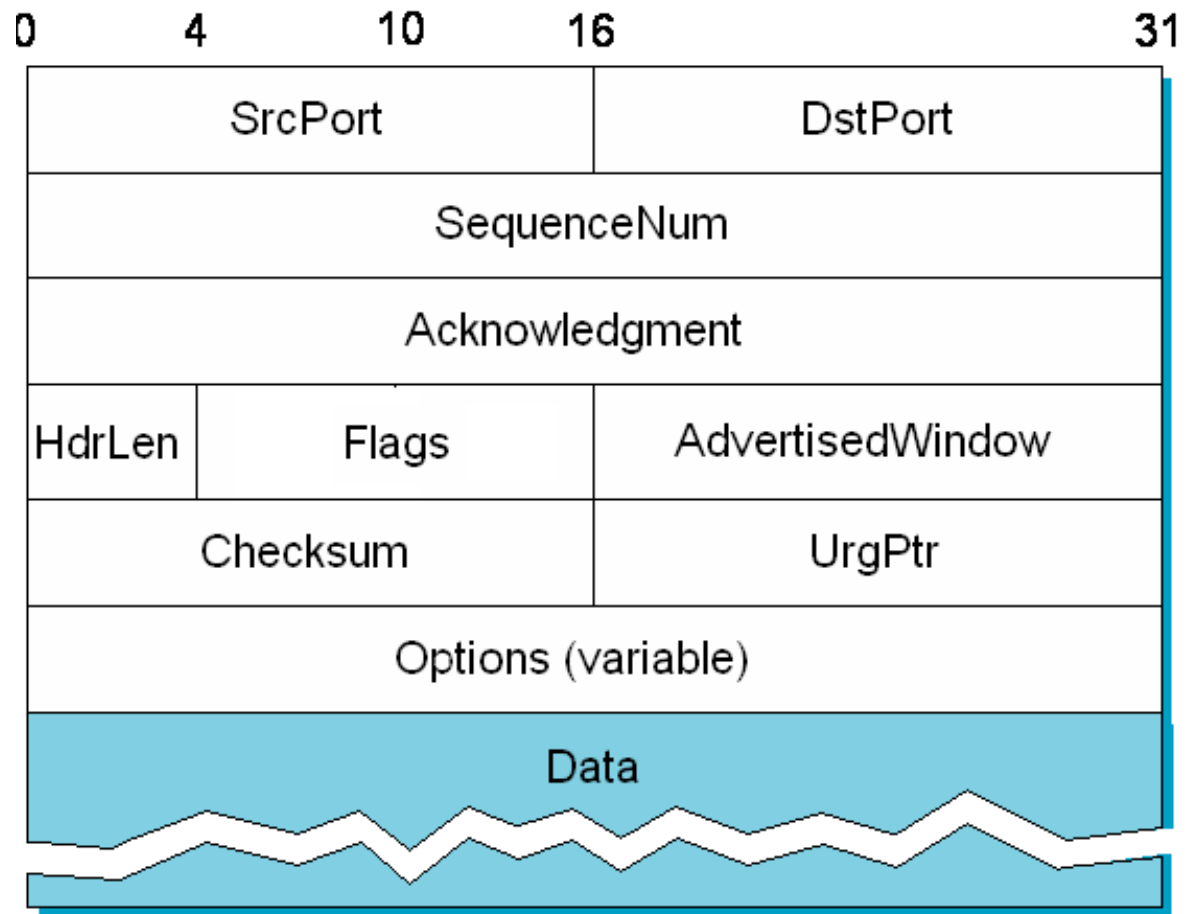 0 4 10 16 31
SrcPort DstPort
SequenceNum
Acknowledgment
HdrLen Flags AdvertisedWindow
Checksum UrgPtr
Options (variable)
Data